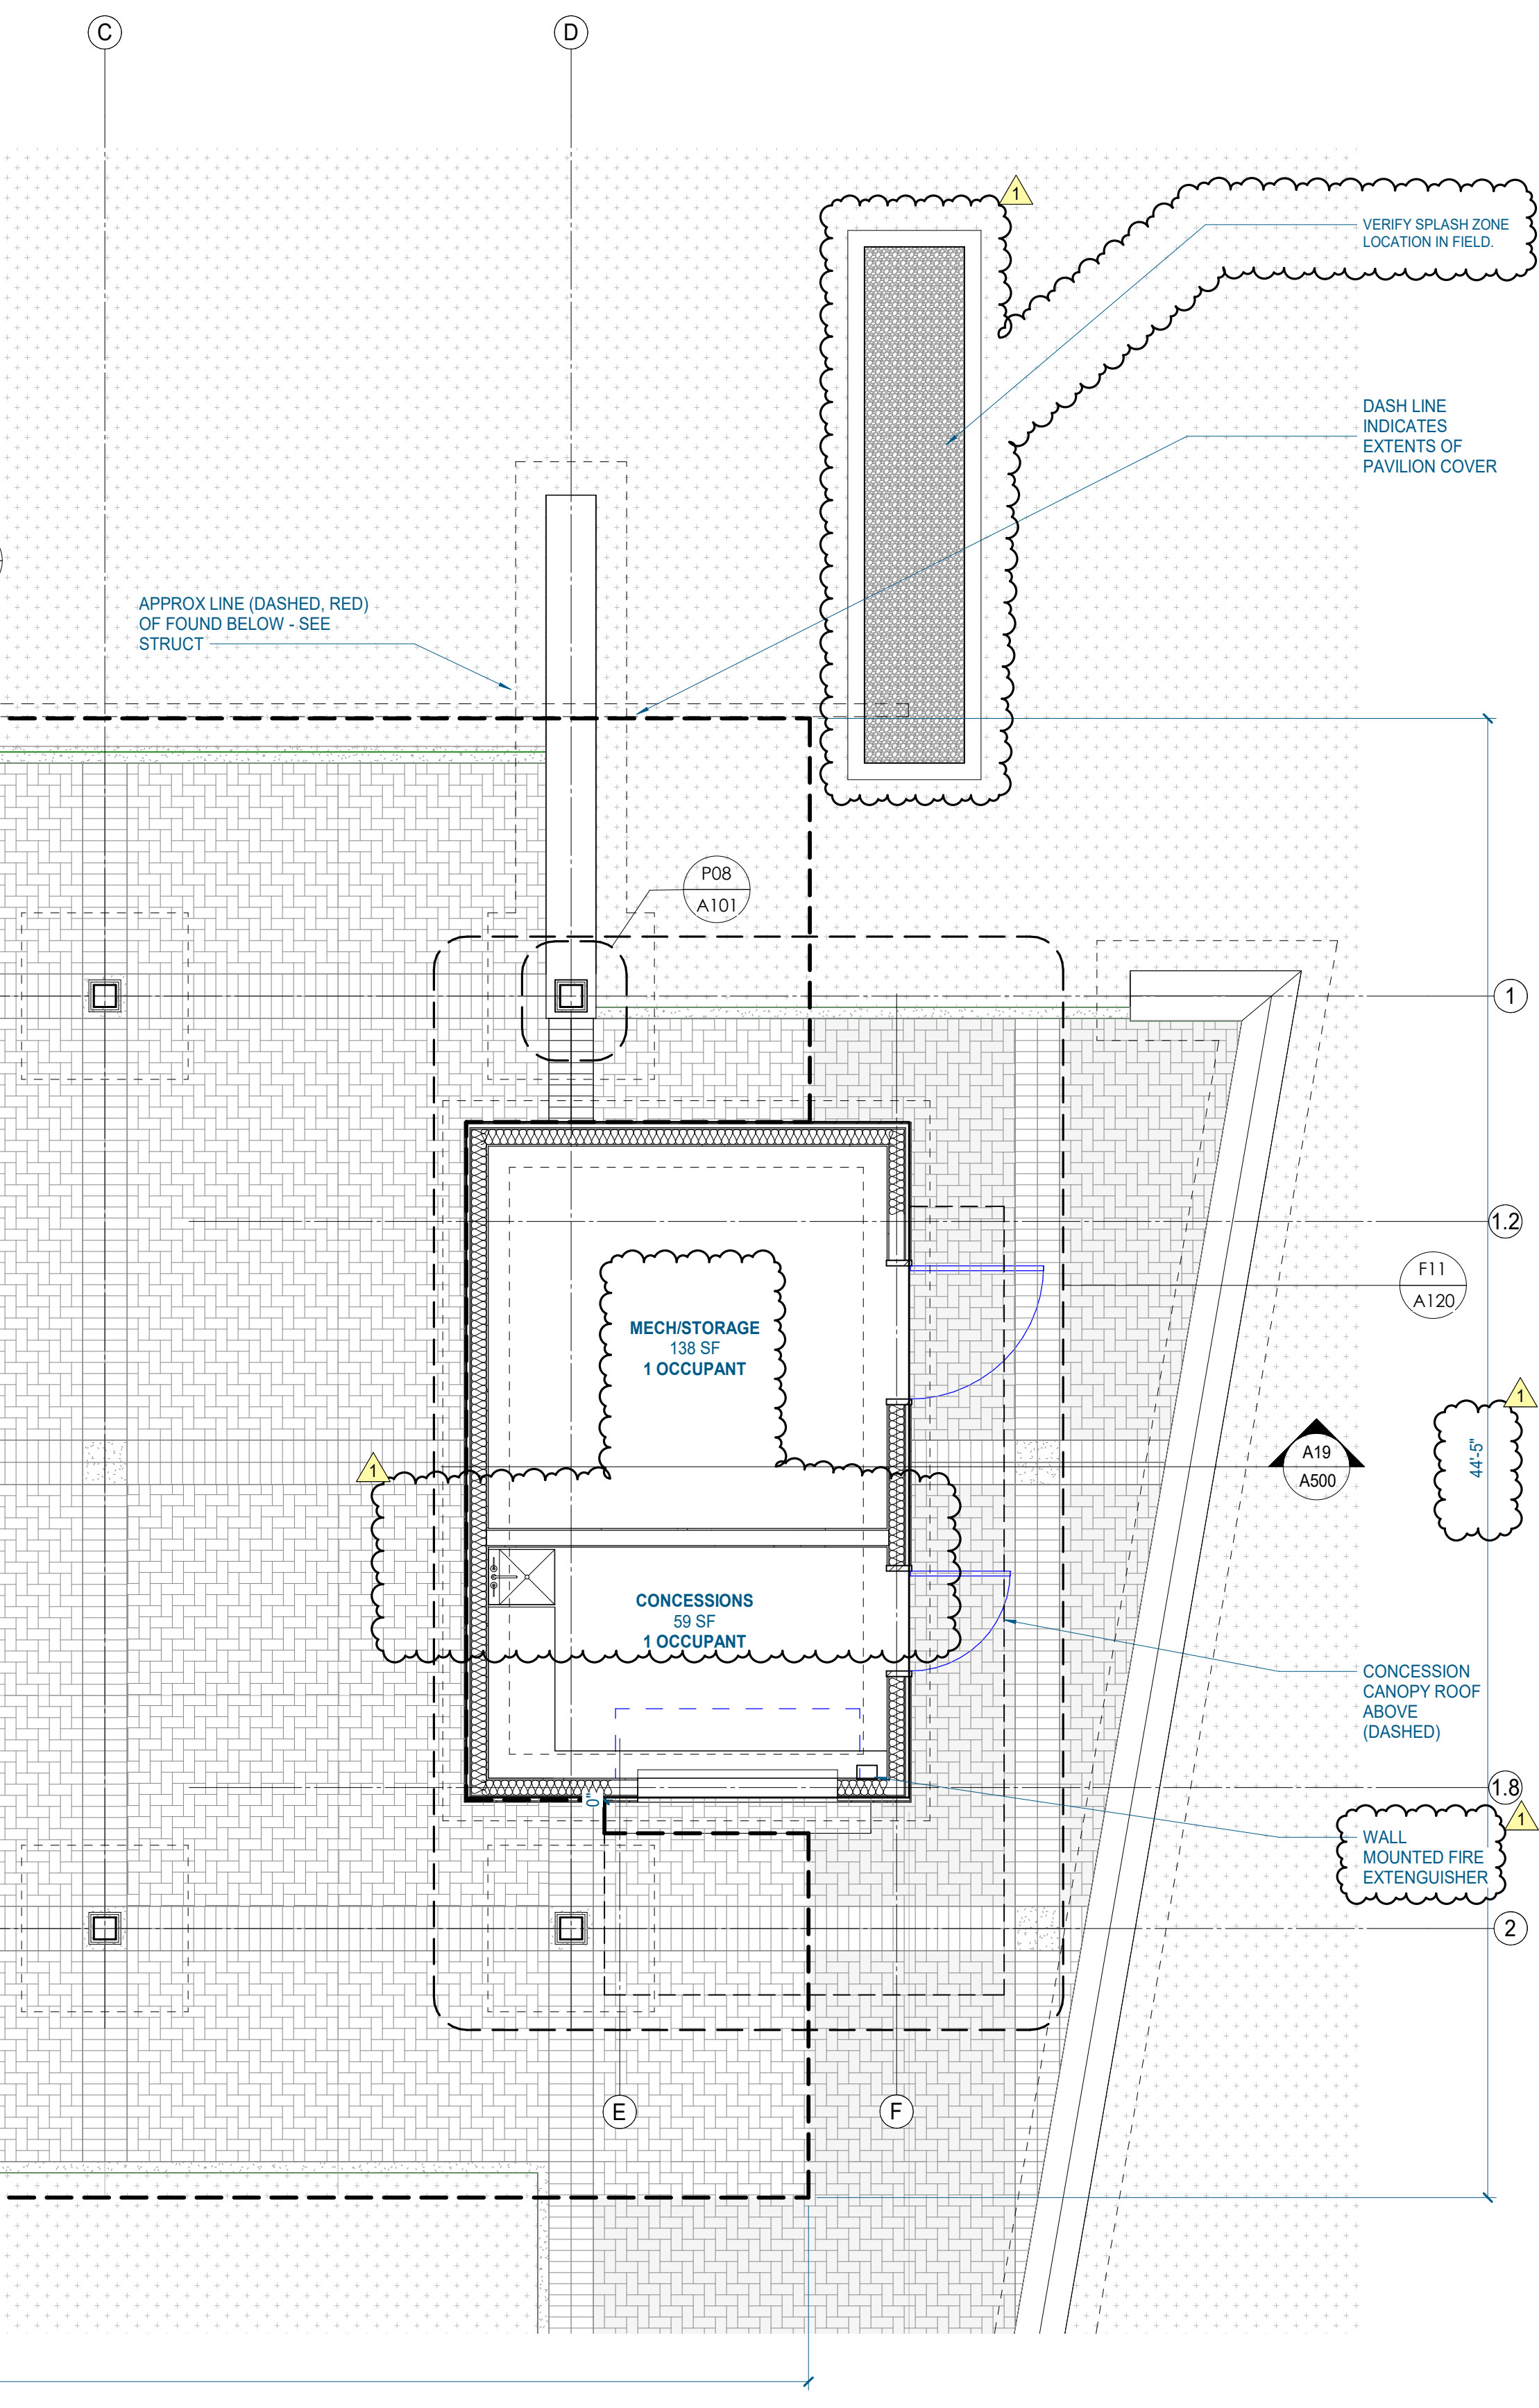 C
D
1
VERIFY SPLASH ZONE
LOCATION IN FIELD.
DASH LINE
INDICATES
EXTENTS OF
PAVILION COVER
APPROX LINE (DASHED, RED)
OF FOUND BELOW - SEE
STRUCT
P08
A101
1
1.2
F11
A120
MECH/STORAGE
138 SF
1 OCCUPANT
1
44'-5"
A19
A500
1
CONCESSIONS
59 SF
1 OCCUPANT
CONCESSION
CANOPY ROOF
ABOVE
(DASHED)
1.8
0"
1
WALL
MOUNTED FIRE
EXTENGUISHER
2
E
F